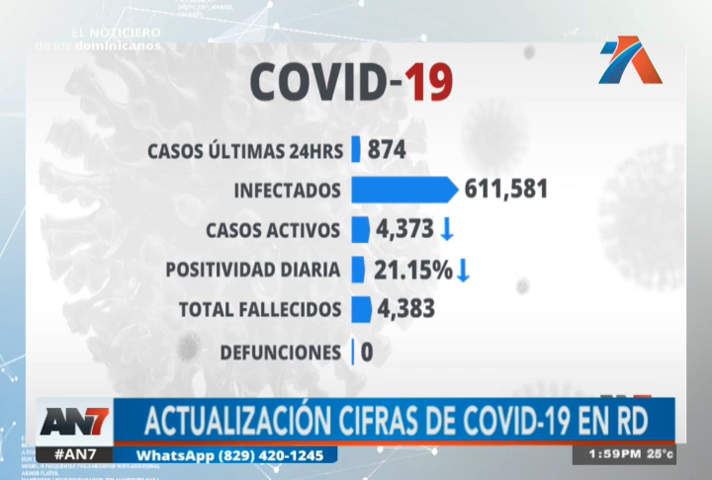 EL NOTICIERO
de los dominicanos
COVID-19
CASOS ÚLTIMAS 24HRS 874
INFECTADOS 611,581
CASOS ACTIVOS 4,373
POSITIVIDAD DIARIA 21.15%
TOTAL FALLECIDOS 4,383
DEFUNCIONES 0
AN7 ACTUALIZACIÓN CIFRAS DE COVID-19 EN RD
#AN7 WhatsApp (829) 420-1245 1:59PM 25°c